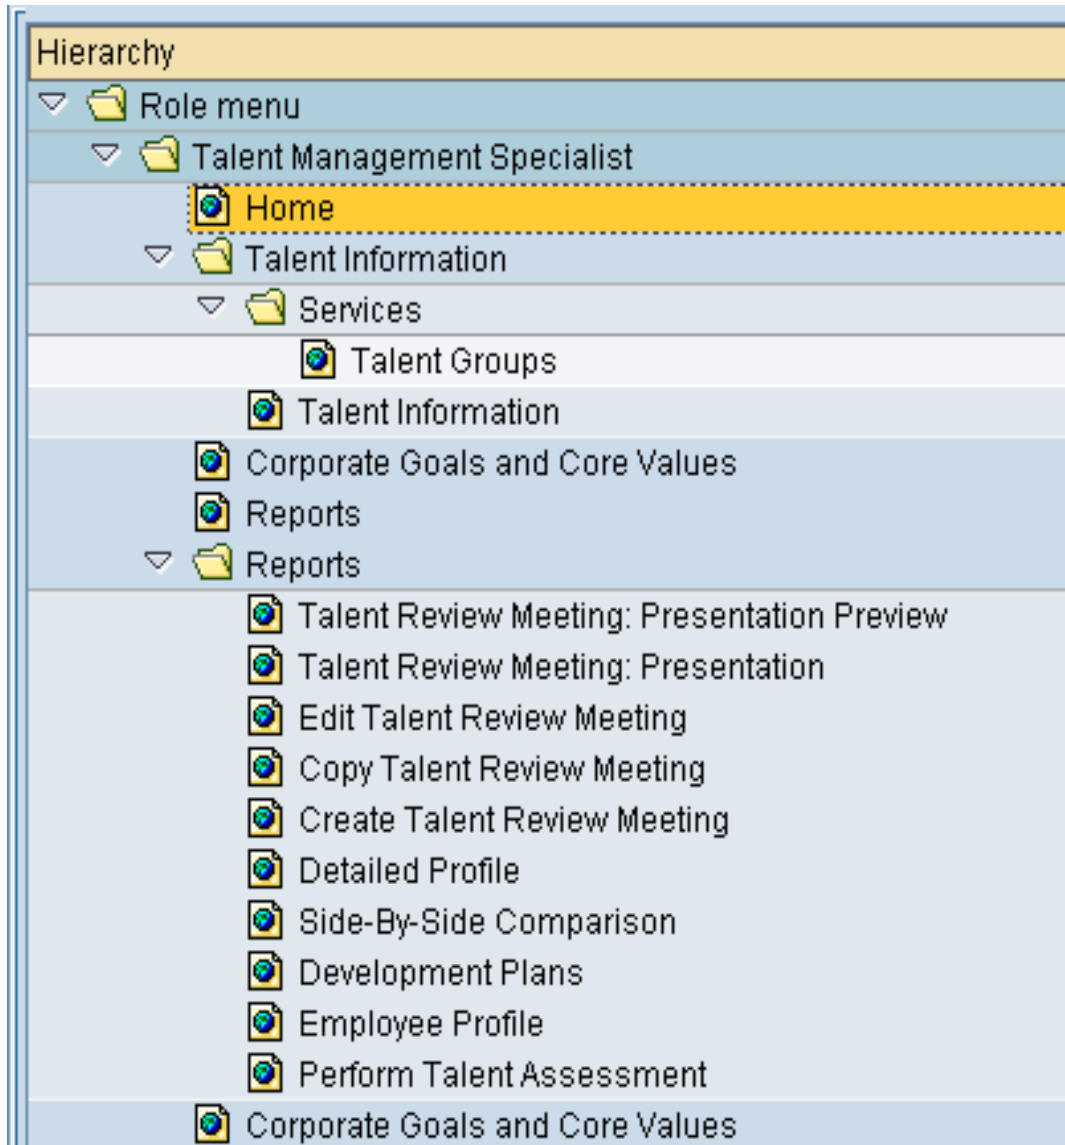 Hierarchy
Role menu
Talent Management Specialist
Home
Talent Information
Services
Talent Groups
Talent Information
Corporate Goals and Core Values
Reports
Reports
Talent Review Meeting: Presentation Preview
Talent Review Meeting: Presentation
Edit Talent Review Meeting
Copy Talent Review Meeting
Create Talent Review Meeting
Detailed Profile
Side-By-Side Comparison
Development Plans
Employee Profile
Perform Talent Assessment
Corporate Goals and Core Values